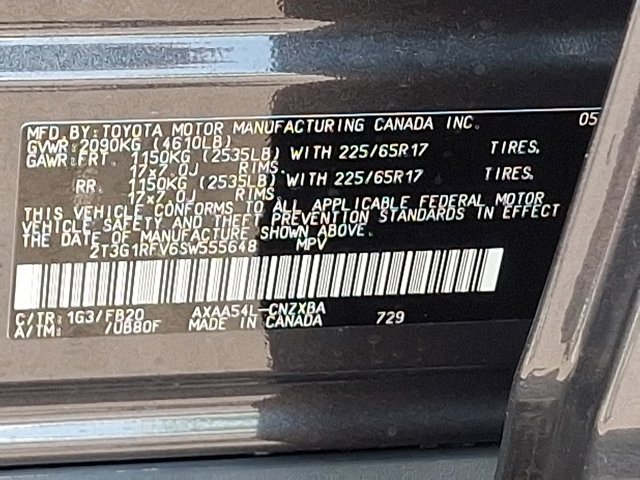 MFD.BY:TOYOTA MOTOR MANUFACTURING CANADA INC. 05
GVWR:2090KG (4610LB)
GAWR:FRT. 1150KG (2535LB) WITH 225/65R17 TIRES,
17x7.0J RIMS.
RR. 1150KG (2535LB) WITH 225/65R17 TIRES,
17x7.0J RIMS.
THIS VEHICLE CONFORMS TO ALL APPLICABLE FEDERAL MOTOR
VEHICLE SAFETY AND THEFT PREVENTION STANDARDS IN EFFECT
THE DATE OF MANUFACTURE SHOWN ABOVE.
2T3G1RFV6SW555648 MPV
C/TR:1G3/FB20 AXAA54L-CNZXBA
A/TM: /UB80F MADE IN CANADA 729